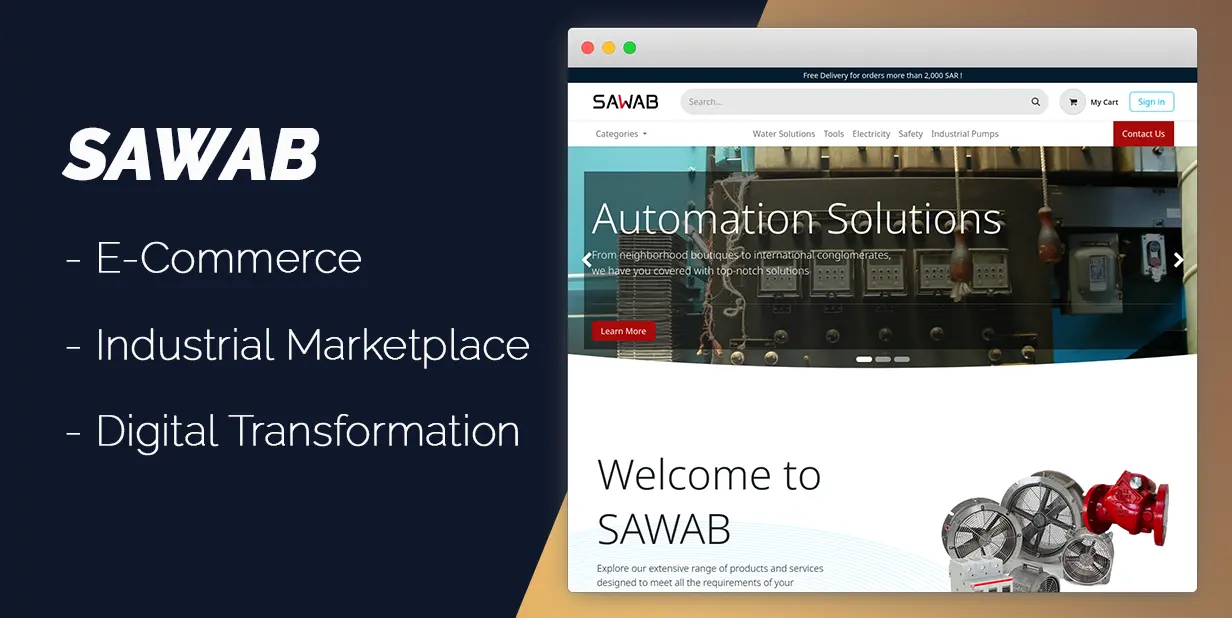 SAWAB
- E-Commerce
- Industrial Marketplace
- Digital Transformation
Free Delivery for orders more than 2,000 SAR !
SAWAB
Search...
My Cart
Sign in
Categories
Water Solutions Tools Electricity Safety Industrial Pumps
Contact Us
Automation Solutions
From neighborhood boutiques to international conglomerates,
we have you covered with top-notch solutions
Learn More
Welcome to
SAWAB
Explore our extensive range of products and services
designed to meet all the requirements of your